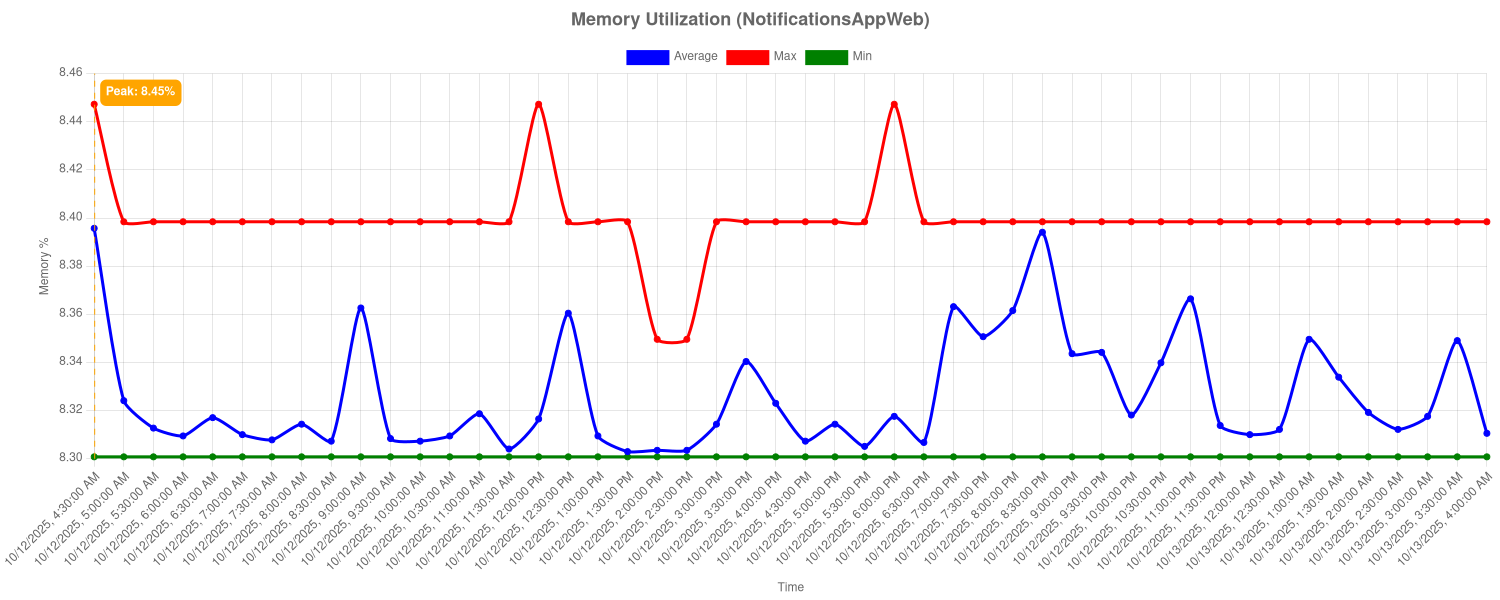 Memory Utilization (NotificationsAppWeb)
Average Max Min
Peak: 8.45%
8.46
8.44
8.42
8.40
8.38
8.36
8.34
8.32
8.30
Memory %
10/12/2025, 4:30:00 AM
10/12/2025, 5:00:00 AM
10/12/2025, 5:30:00 AM
10/12/2025, 6:00:00 AM
10/12/2025, 6:30:00 AM
10/12/2025, 7:00:00 AM
10/12/2025, 7:30:00 AM
10/12/2025, 8:00:00 AM
10/12/2025, 8:30:00 AM
10/12/2025, 9:00:00 AM
10/12/2025, 9:30:00 AM
10/12/2025, 10:00:00 AM
10/12/2025, 10:30:00 AM
10/12/2025, 11:00:00 AM
10/12/2025, 11:30:00 AM
10/12/2025, 12:00:00 PM
10/12/2025, 12:30:00 PM
10/12/2025, 1:00:00 PM
10/12/2025, 1:30:00 PM
10/12/2025, 2:00:00 PM
10/12/2025, 2:30:00 PM
10/12/2025, 3:00:00 PM
10/12/2025, 3:30:00 PM
10/12/2025, 4:00:00 PM
10/12/2025, 4:30:00 PM
10/12/2025, 5:00:00 PM
10/12/2025, 5:30:00 PM
10/12/2025, 6:00:00 PM
10/12/2025, 6:30:00 PM
10/12/2025, 7:00:00 PM
10/12/2025, 7:30:00 PM
10/12/2025, 8:00:00 PM
10/12/2025, 8:30:00 PM
10/12/2025, 9:00:00 PM
10/12/2025, 9:30:00 PM
10/12/2025, 10:00:00 PM
10/12/2025, 10:30:00 PM
10/12/2025, 11:00:00 PM
10/12/2025, 11:30:00 PM
10/13/2025, 12:00:00 AM
10/13/2025, 12:30:00 AM
10/13/2025, 1:00:00 AM
10/13/2025, 1:30:00 AM
10/13/2025, 2:00:00 AM
10/13/2025, 2:30:00 AM
10/13/2025, 3:00:00 AM
10/13/2025, 3:30:00 AM
10/13/2025, 4:00:00 AM
Time